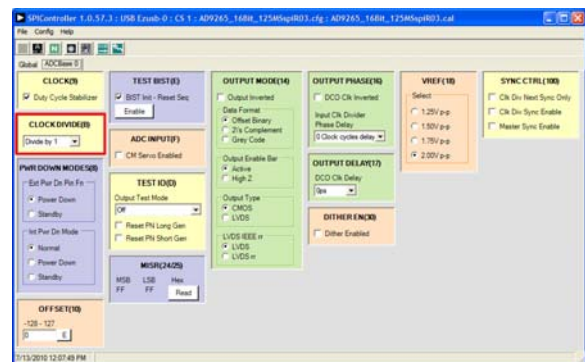 SPIController 1.0.57.3 : USB Ezusb-0 : CS 1 : AD9265_16Bit_125MSspiR03.cfg : AD9265_16Bit_125MSspiR03.cal
File Config Help
Global ADCBase 0
CLOCK(9)
Duty Cycle Stabilizer
CLOCK DIVIDE(B)
Divide by 1
PWR DOWN MODES(8)
Ext Pwr Dn Pin Fn
Power Down
Standby
Int Pwr Dn Mode
Normal
Power Down
Standby
OFFSET(10)
-128 - 127
0 E
TEST BIST(E)
BIST Init - Reset Seq
Enable
ADC INPUT(F)
CM Servo Enabled
TEST IO(D)
Output Test Mode
Off
Reset PN Long Gen
Reset PN Short Gen
MISR(24/25)
MSB LSB Hex
FF FF Read
OUTPUT MODE(14)
Output Inverted
Data Format
Offset Binary
2's Complement
Grey Code
Output Enable Bar
Active
High Z
Output Type
CMOS
LVDS
LVDS IEEE rr
LVDS
LVDS rr
OUTPUT PHASE(16)
DCO Clk Inverted
Input Clk Divider
Phase Delay
0 Clock cycles delay
OUTPUT DELAY(17)
DCO Clk Delay
0ps
DITHER EN(30)
Dither Enabled
VREF(18)
Select
1.25V p-p
1.50V p-p
1.75V p-p
2.00V p-p
SYNC CTRL(100)
Clk Div Next Sync Only
Clk Div Sync Enable
Master Sync Enable
7/13/2010 12:07:49 PM